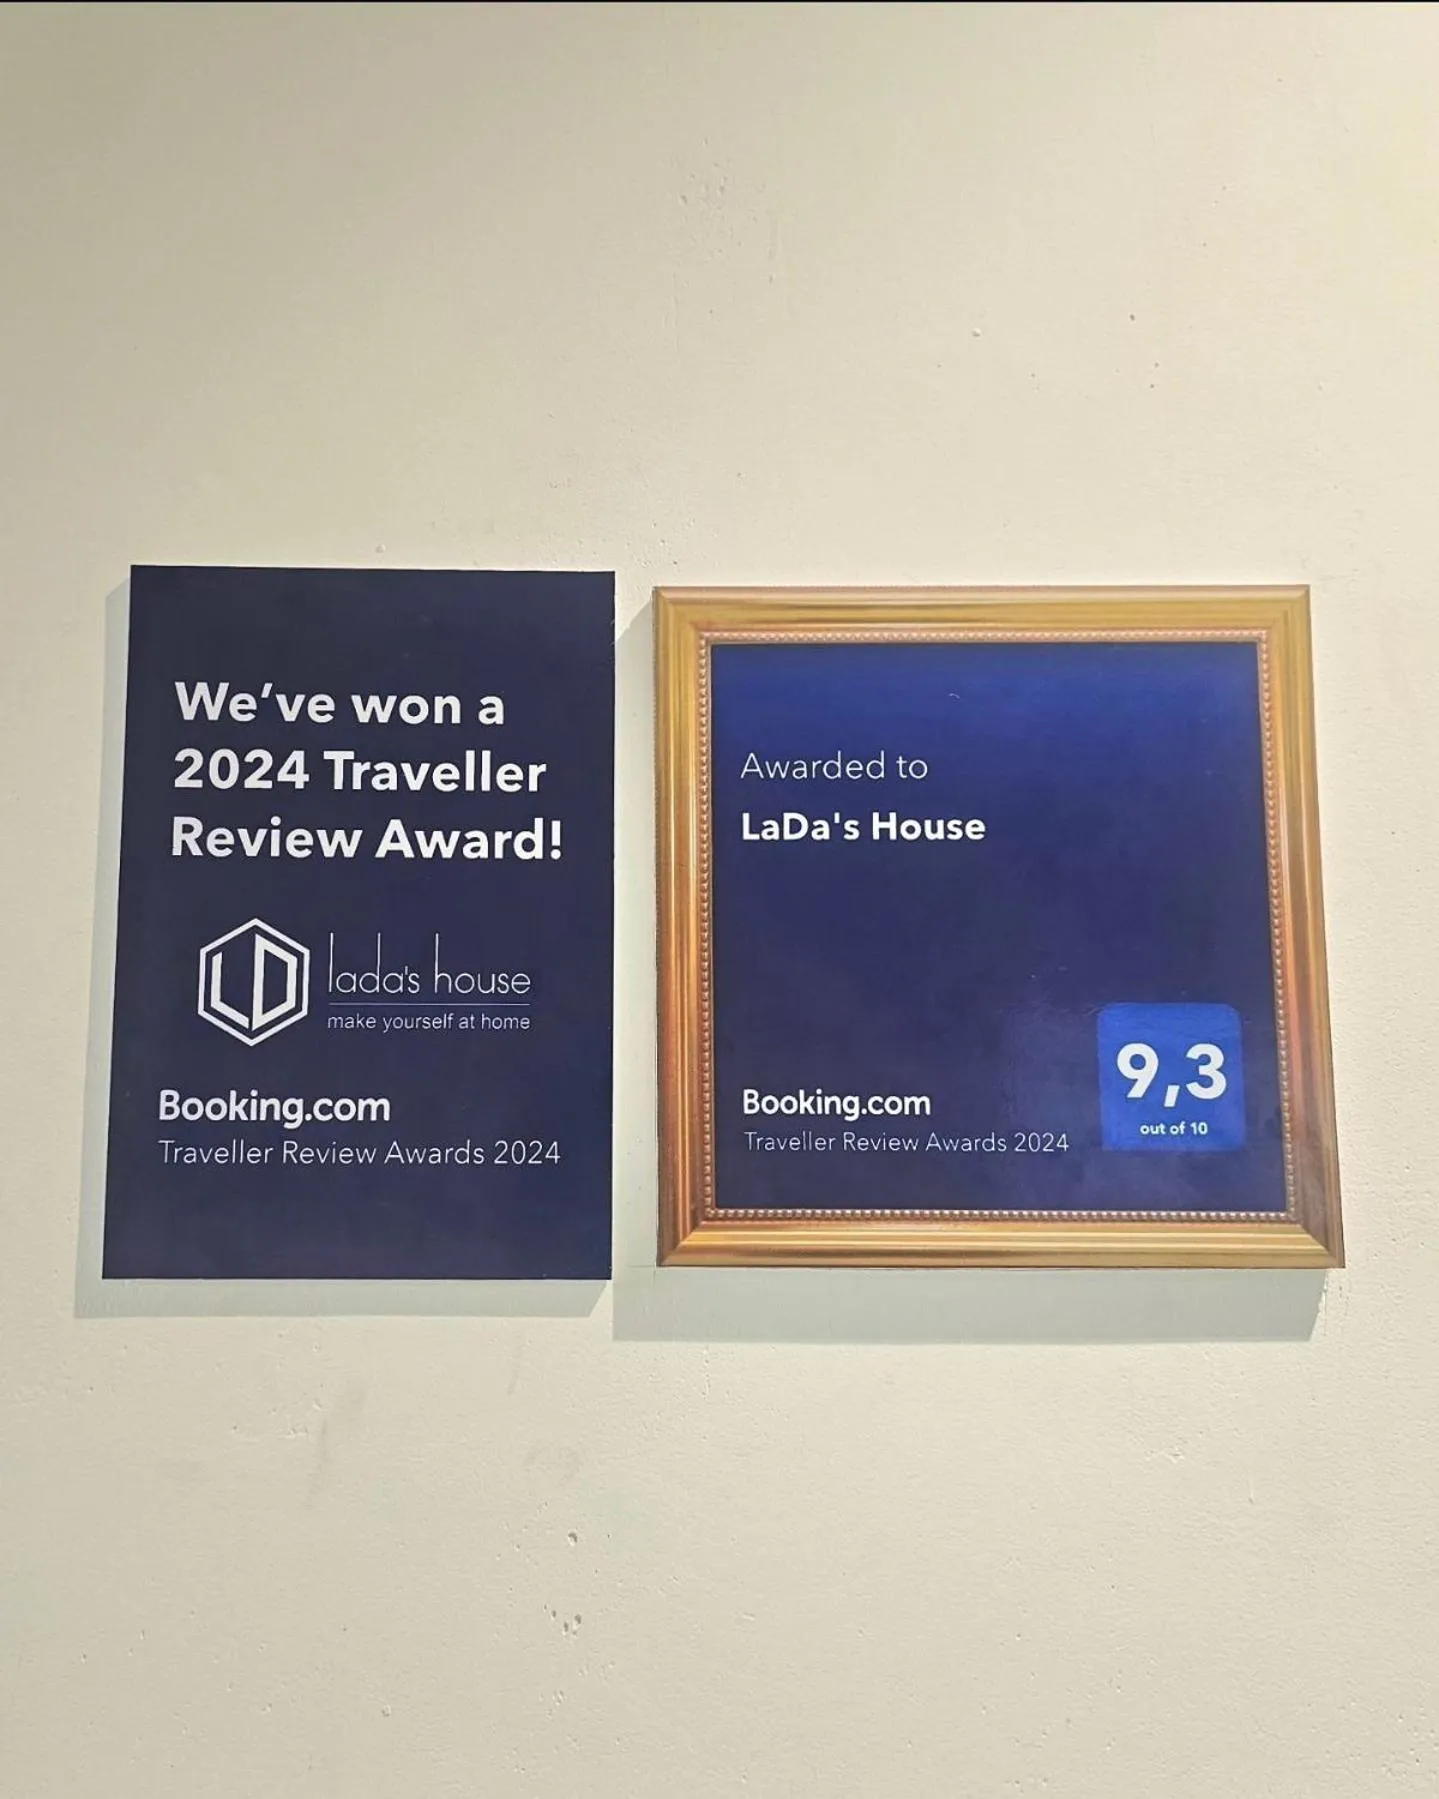 We've won a
2024 Traveller
Review Award!
LD
lada's house
make yourself at home
Booking.com
Traveller Review Awards 2024
Awarded to
LaDa's House
Booking.com
Traveller Review Awards 2024
9,3
out of 10